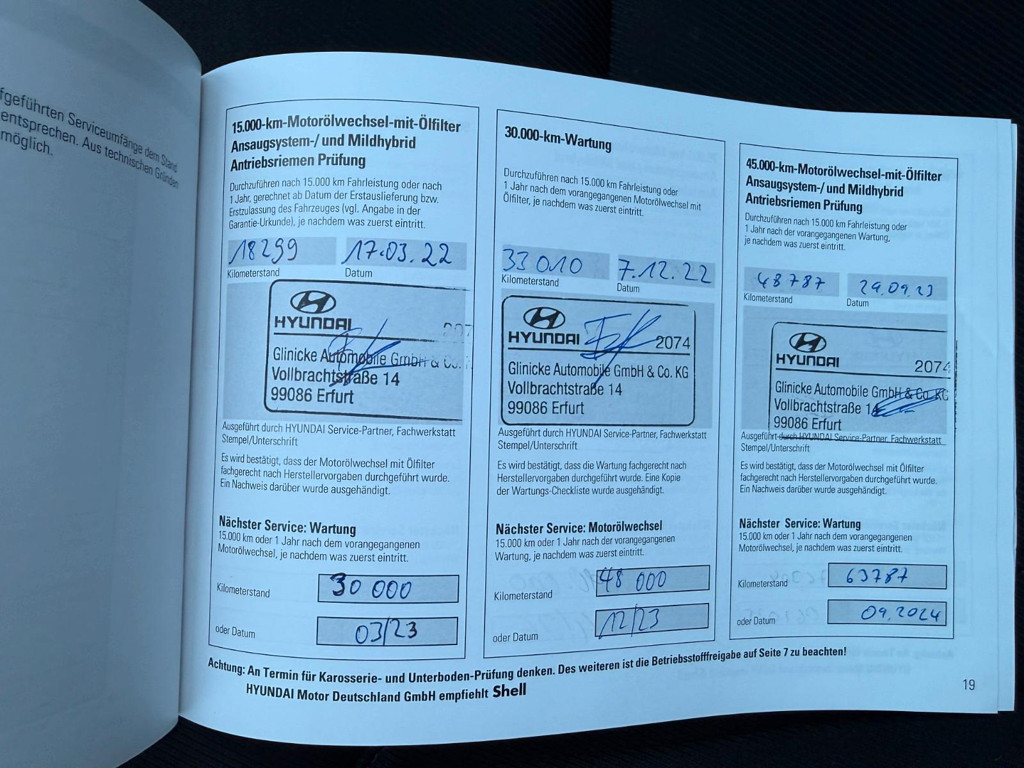 fgeführten Serviceumfänge dem Stand
entsprechen. Aus technischen Gründen
möglich.
15.000-km-Motorölwechsel-mit-Ölfilter
Ansaugsystem-/ und Mildhybrid
Antriebsriemen Prüfung
Durchzuführen nach 15.000 km Fahrleistung oder nach
1 Jahr, gerechnet ab Datum der Erstauslieferung bzw.
Erstzulassung des Fahrzeuges (vgl. Angabe in der
Garantie-Urkunde), je nachdem was zuerst eintritt.
18299 17.03.22
Kilometerstand Datum
HYUNDAI 207
Glinicke Automobile GmbH & Co. K
Vollbrachtstraße 14
99086 Erfurt
Ausgeführt durch HYUNDAI Service-Partner, Fachwerkstatt
Stempel/Unterschrift
Es wird bestätigt, dass der Motorölwechsel mit Ölfilter
fachgerecht nach Herstellervorgaben durchgeführt wurde.
Ein Nachweis darüber wurde ausgehändigt.
Nächster Service: Wartung
15.000 km oder 1 Jahr nach dem vorangegangenen
Motorölwechsel, je nachdem was zuerst eintritt.
Kilometerstand 30 000
oder Datum 03/23
30.000-km-Wartung
Durchzuführen nach 15.000 km Fahrleistung oder
1 Jahr nach dem vorangegangenen Motorölwechsel mit
Ölfilter, je nachdem was zuerst eintritt.
33 010 7.12.22
Kilometerstand Datum
HYUNDAI 2074
Glinicke Automobile GmbH & Co. KG
Vollbrachtstraße 14
99086 Erfurt
Ausgeführt durch HYUNDAI Service-Partner, Fachwerkstatt
Stempel/Unterschrift
Es wird bestätigt, dass die Wartung fachgerecht nach
Herstellervorgaben durchgeführt wurde. Eine Kopie
der Wartungs-Checkliste wurde ausgehändigt.
Nächster Service: Motorölwechsel
15.000 km oder 1 Jahr nach der vorangegangenen
Wartung, je nachdem was zuerst eintritt.
Kilometerstand 48 000
oder Datum 12/23
45.000-km-Motorölwechsel-mit-Ölfilter
Ansaugsystem-/ und Mildhybrid
Antriebsriemen Prüfung
Durchzuführen nach 15.000 km Fahrleistung oder
1 Jahr nach der vorangegangenen Wartung,
je nachdem was zuerst eintritt.
48787 29.09.23
Kilometerstand Datum
HYUNDAI 2074
Glinicke Automobile GmbH & Co. KG
Vollbrachtstraße 14
99086 Erfurt
Ausgeführt durch HYUNDAI Service-Partner, Fachwerkstatt
Stempel/Unterschrift
Es wird bestätigt, dass der Motorölwechsel mit Ölfilter
fachgerecht nach Herstellervorgaben durchgeführt wurde.
Ein Nachweis darüber wurde ausgehändigt.
Nächster Service: Wartung
15.000 km oder 1 Jahr nach dem vorangegangenen
Motorölwechsel, je nachdem was zuerst eintritt.
Kilometerstand 63787
oder Datum 09.2024
Achtung: An Termin für Karosserie- und Unterboden-Prüfung denken. Des weiteren ist die Betriebsstofffreigabe auf Seite 7 zu beachten!
HYUNDAI Motor Deutschland GmbH empfiehlt Shell
19